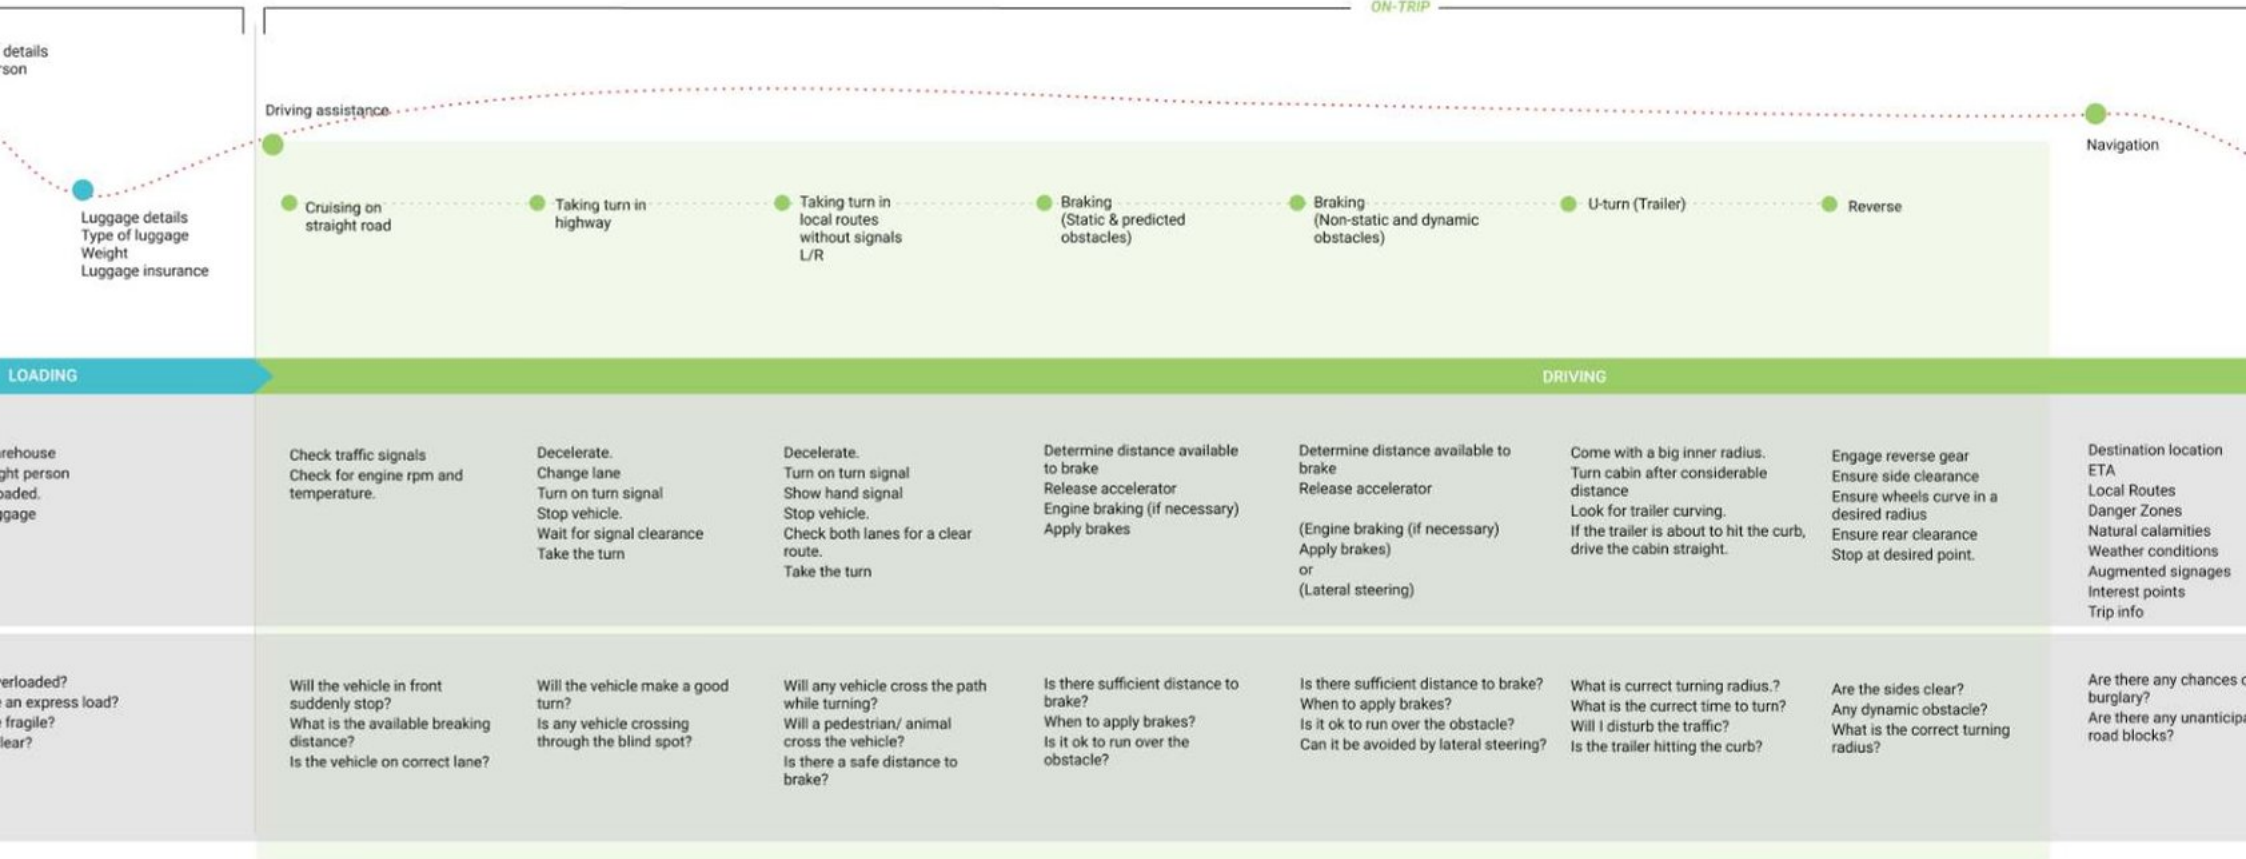 ON-TRIP
details
Driving assistance
Navigation
Luggage details
Type of luggage
Weight
Luggage insurance
Cruising on
straight road
Taking turn in
highway
Taking turn in
local routes
without signals
L/R
Braking
(Static & predicted
obstacles)
Braking
(Non-static and dynamic
obstacles)
U-turn (Trailer)
Reverse
LOADING
DRIVING
person
Check traffic signals
Check for engine rpm and
temperature.
Decelerate.
Change lane
Turn on turn signal
Stop vehicle.
Wait for signal clearance
Take the turn
Decelerate.
Turn on turn signal
Show hand signal
Stop vehicle.
Check both lanes for a clear
route.
Take the turn
Determine distance available
to brake
Release accelerator
Engine braking (if necessary)
Apply brakes
Determine distance available to
brake
Release accelerator
(Engine braking (if necessary)
Apply brakes)
or
(Lateral steering)
Come with a big inner radius.
Turn cabin after considerable
distance
Look for trailer curving.
If the trailer is about to hit the curb,
drive the cabin straight.
Engage reverse gear
Ensure side clearance
Ensure wheels curve in a
desired radius
Ensure rear clearance
Stop at desired point.
Destination location
ETA
Local Routes
Danger Zones
Natural calamities
Weather conditions
Augmented signages
Interest points
Trip info
an express load?
fragile?
Will the vehicle in front
suddenly stop?
What is the available breaking
distance?
Is the vehicle on correct lane?
Will the vehicle make a good
turn?
Is any vehicle crossing
through the blind spot?
Will any vehicle cross the path
while turning?
Will a pedestrian/ animal
cross the vehicle?
Is there a safe distance to
brake?
Is there sufficient distance to
brake?
When to apply brakes?
Is it ok to run over the
obstacle?
Is there sufficient distance to brake?
When to apply brakes?
Is it ok to run over the obstacle?
Can it be avoided by lateral steering?
What is currect turning radius.?
What is the currect time to turn?
Will I disturb the traffic?
Is the trailer hitting the curb?
Are the sides clear?
Any dynamic obstacle?
What is the correct turning
radius?
Are there any chances
burglary?
Are there any
road blocks?